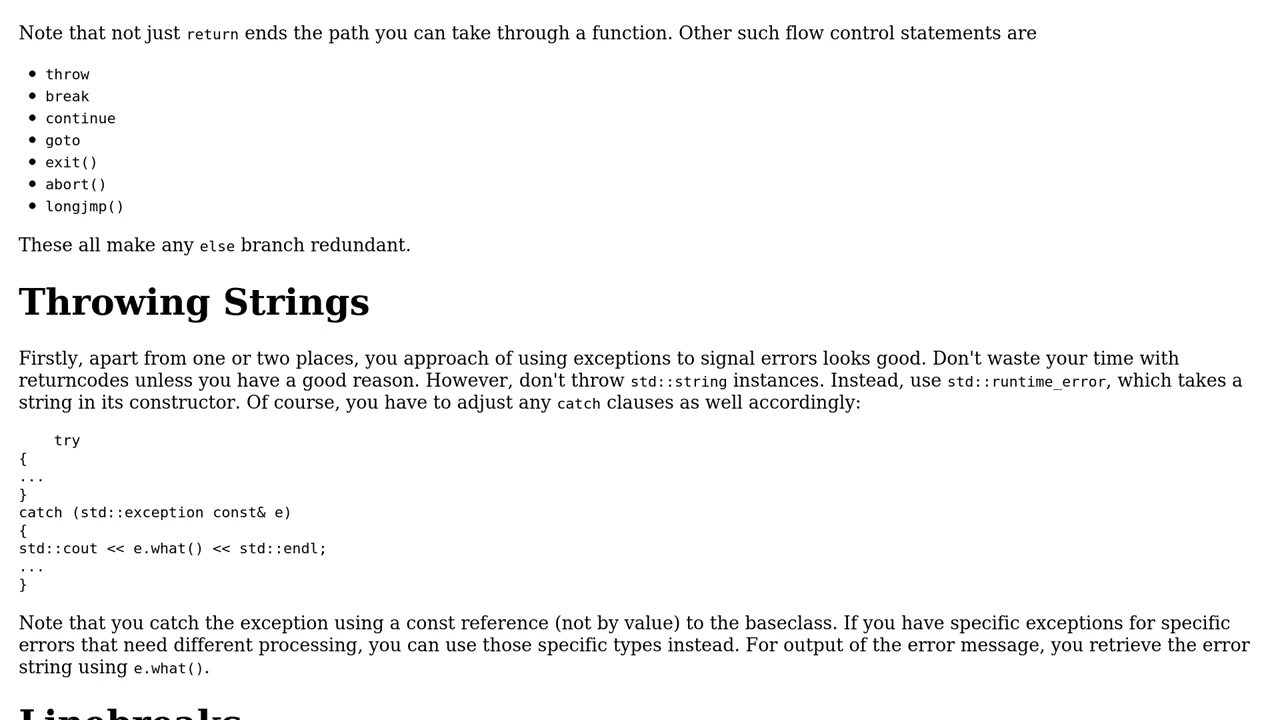 Note that not just return ends the path you can take through a function. Other such flow control statements are
• throw
• break
• continue
• goto
• exit()
• abort()
• longjmp()
These all make any else branch redundant.
Throwing Strings
Firstly, apart from one or two places, you approach of using exceptions to signal errors looks good. Don't waste your time with
returncodes unless you have a good reason. However, don't throw std::string instances. Instead, use std::runtime_error, which takes a
string in its constructor. Of course, you have to adjust any catch clauses as well accordingly:
    try
{
...
}
catch (std::exception const& e)
{
std::cout << e.what() << std::endl;
...
}
Note that you catch the exception using a const reference (not by value) to the baseclass. If you have specific exceptions for specific
errors that need different processing, you can use those specific types instead. For output of the error message, you retrieve the error
string using e.what().
Linebreaks